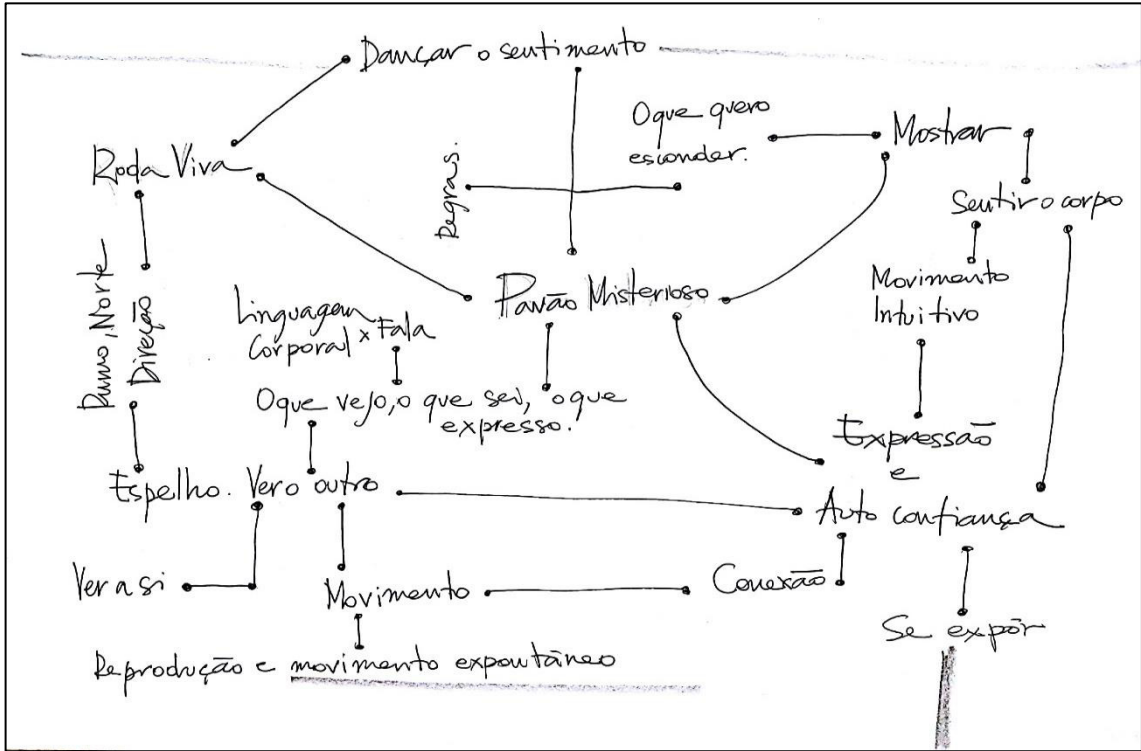 Dançar o sentimento
O que quero
esconder.
Mostrar
Roda Viva
Regras.
Sentir o corpo
Rumo, Norte
Direção
Linguagem
Corporal x Fala
Pavão Misterioso
Movimento
Intuitivo
O que vejo, o que sei, o que
expresso.
Expressão
e
Auto confiança
Espelho. Ver o outro
Ver a si
Movimento
Conexão
Se expôr
Reprodução e movimento expoutâneo